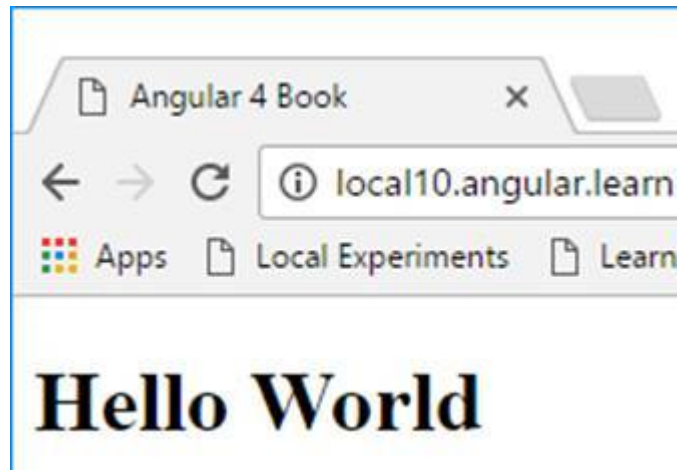 Angular 4 Book
local10.angular.learn
Apps Local Experiments Learn
Hello World